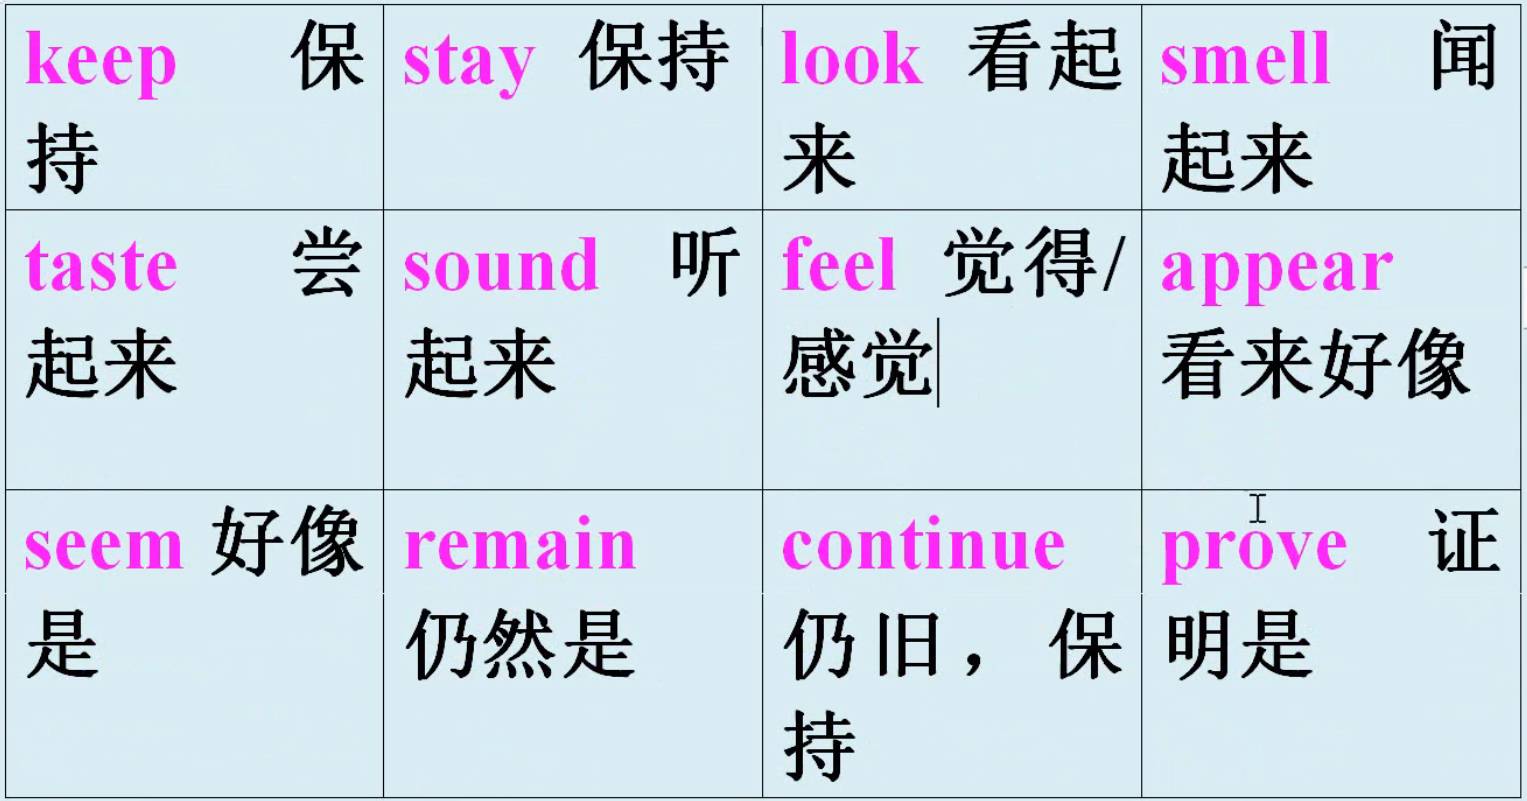 keep 保
持
stay 保持
look 看起
来
smell 闻
起来
taste 尝
起来
sound 听
起来
feel 觉得/
感觉
appear
看来好像
seem 好像
是
remain
仍然是
continue
仍旧，保
持
prove 证
明是